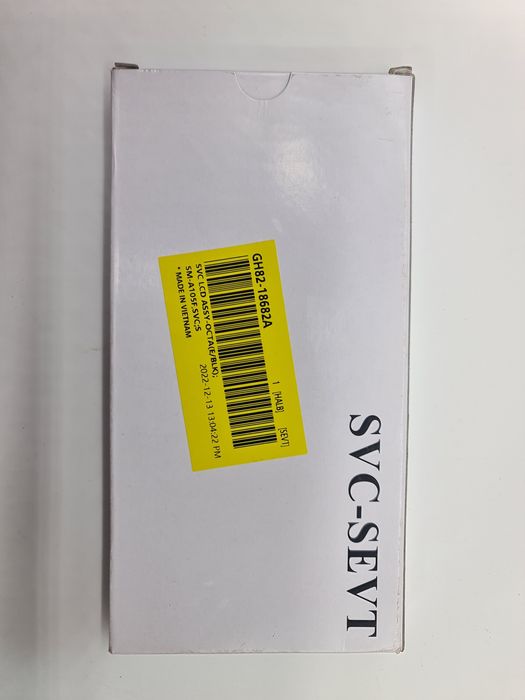 GH82-18682A
1 [HALB] [SEVT]
SVC LCD ASSY-OCTA(E/BLK);
SM-A105F,SVC;S
* MADE IN VIETNAM 2022-12-13 13:04:22 PM
SVC-SEVT